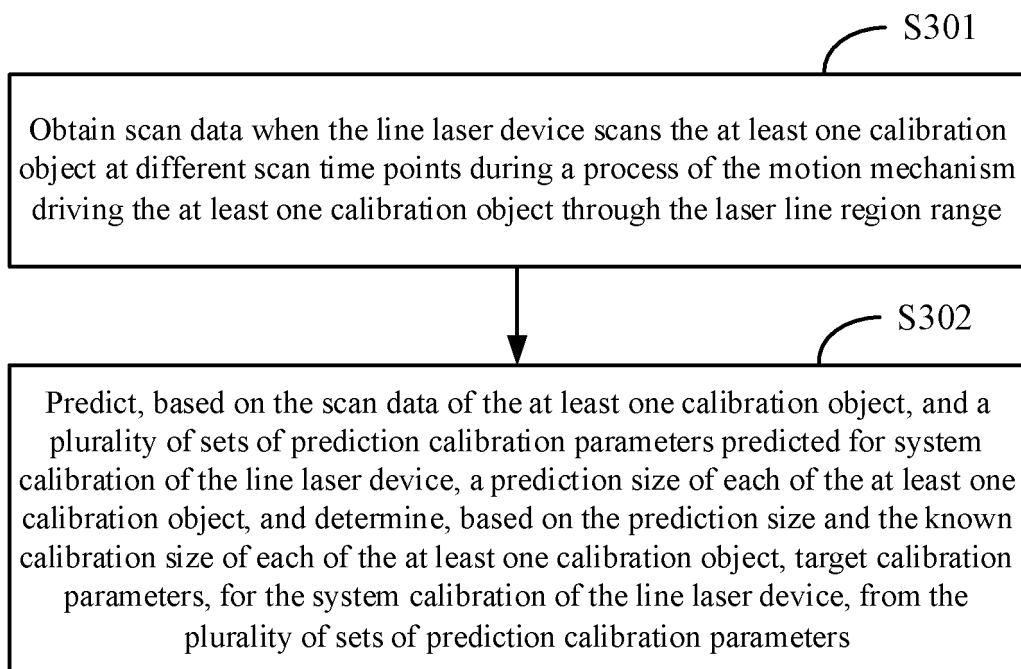 S301
Obtain scan data when the line laser device scans the at least one calibration
object at different scan time points during a process of the motion mechanism
driving the at least one calibration object through the laser line region range
S302
Predict, based on the scan data of the at least one calibration object, and a
plurality of sets of prediction calibration parameters predicted for system
calibration of the line laser device, a prediction size of each of the at least one
calibration object, and determine, based on the prediction size and the known
calibration size of each of the at least one calibration object, target calibration
parameters, for the system calibration of the line laser device, from the
plurality of sets of prediction calibration parameters